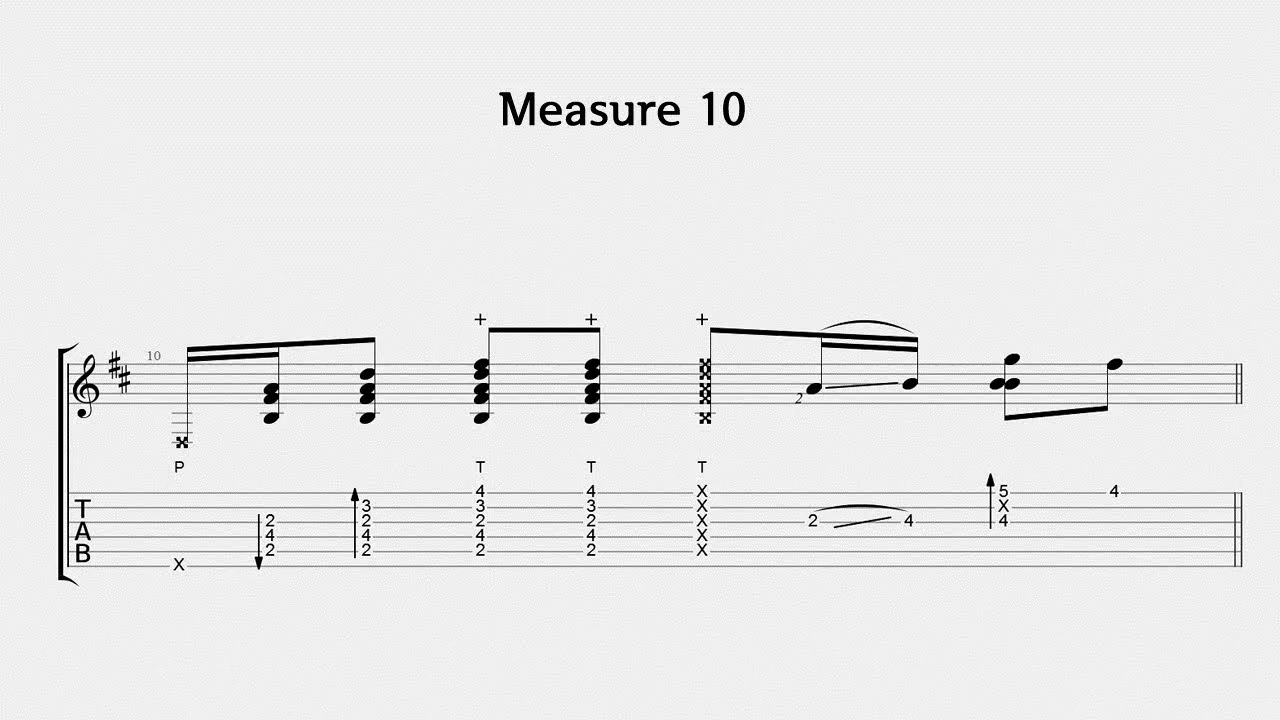 Measure 10
+ + +
10
2
P T T T
4 4 X 5 4
3 3 3 X X
T 2 2 2 2 X 2 4 4
A 4 4 4 4 X
B 2 2 2 2 X
X